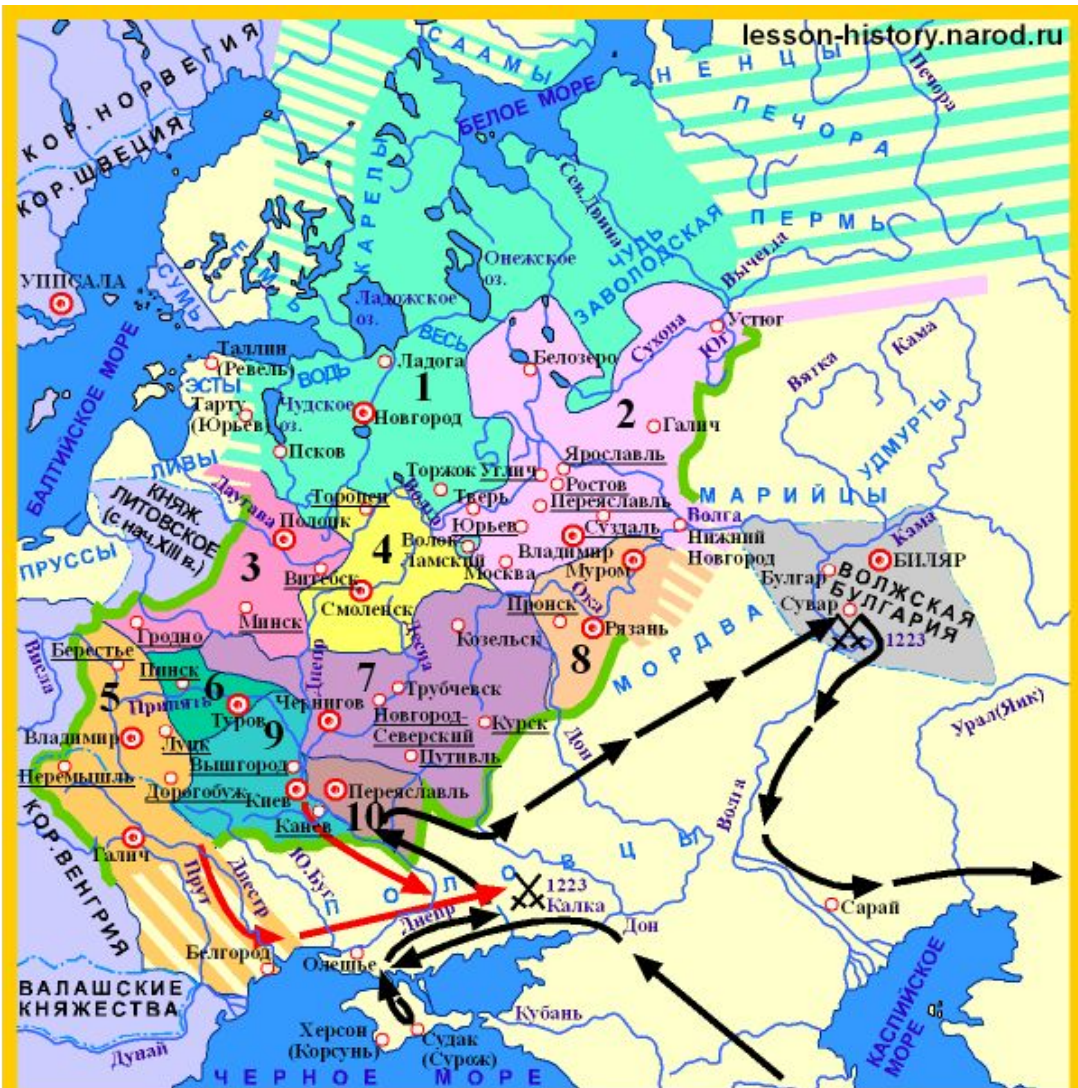 lesson-history.narod.ru
СААМЫ
НЕНЦЫ
Печора
ПЕЧОРА
КОР. НОРВЕГИЯ
КОР. ШВЕЦИЯ
БЕЛОЕ МОРЕ
КАРЕЛЫ
Сев.Двина
ПЕРМЬ
ЧУДЬ
ЗАВОЛОДСКАЯ
Вычегда
ЕМЬ
СУМЬ
УППСАЛА
Онежское
оз.
Ладожское
оз.
ВЕСЬ
Устюг
Юг
Сухона
Белозеро
Кама
Вятка
БАЛТИЙСКОЕ МОРЕ
Таллин
(Ревель)
Ладога
ВОДЬ
1
ЭСТЫ
Тарту
(Юрьев)
Чудское
оз.
Новгород
2
Галич
УДМУРТЫ
Псков
ЛИВЫ
Ярославль
Торжок
Углич
Ростов
Даугава
Торопец
Волга
Тверь
Переяславль
МАРИЙЦЫ
КНЯЖ.
ЛИТОВСКОЕ
(с нач.XIII в.)
Полоцк
4
Юрьев
Суздаль
Волга
Нижний
Новгород
Кама
Волок
Ламский
Владимир
ПРУССЫ
3
Витебск
Москва
Муром
БИЛЯР
Булгар
ВОЛЖСКАЯ
БУЛГАРИЯ
Смоленск
Минск
Пронск
Ока
Сувар
1223
Гродно
Десна
Козельск
Рязань
8
МОРДВА
Берестье
Висла
Пинск
Днепр
5
6
7
Трубчевск
Припять
Туров
Чернигов
Новгород-
Северский
Курск
Урал(Яик)
Владимир
9
Луцк
Дон
Вышгород
Путивль
Перемышль
Дорогобуж
Киев
Переяславль
10
Канев
Волга
КОР. ВЕНГРИЯ
Галич
Прут
Днестр
Ю.Буг
ПОЛОВЦЫ
1223
Калка
Днепр
Дон
Сарай
Белгород
Олешье
ВАЛАШСКИЕ
КНЯЖЕСТВА
Кубань
КАСПИЙСКОЕ
МОРЕ
Херсон
(Корсунь)
Судак
(Сурож)
Дунай
ЧЕРНОЕ МОРЕ